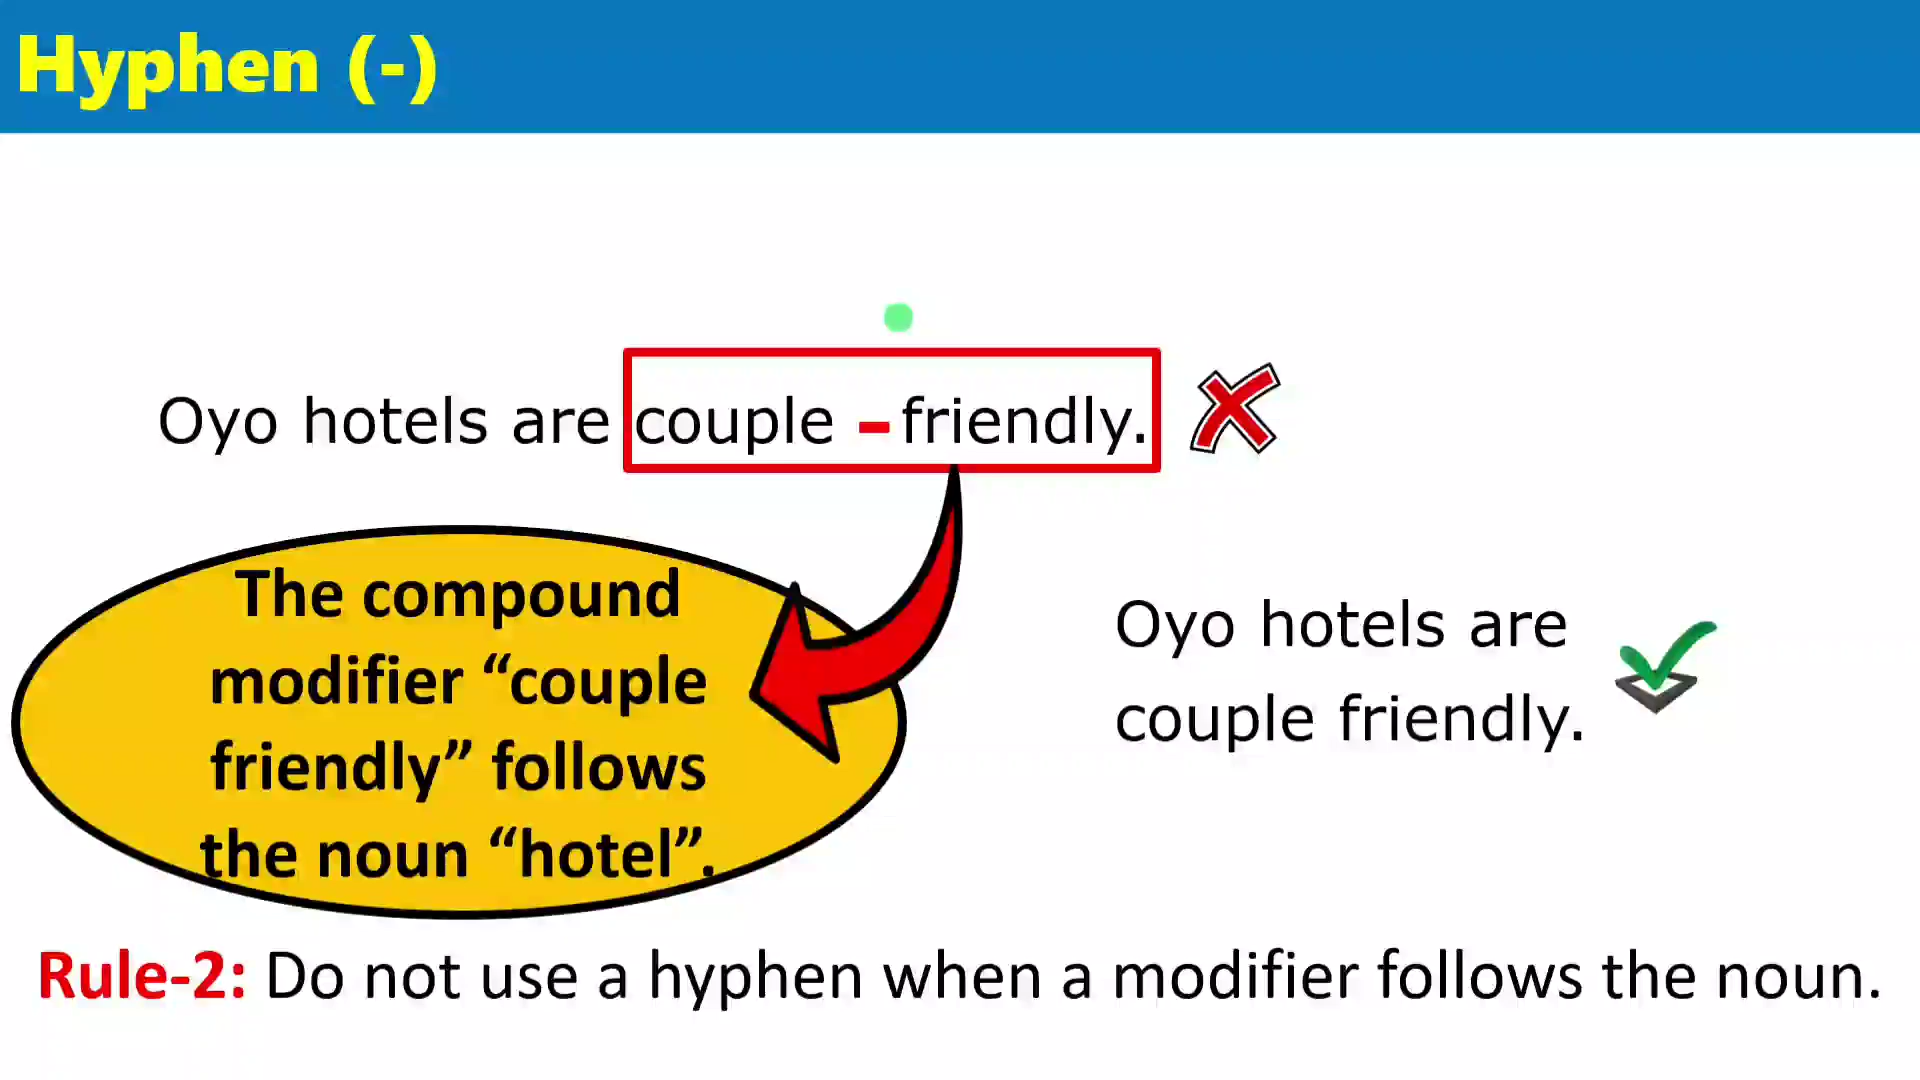 Hyphen (-)
Oyo hotels are couple - friendly.
The compound
modifier “couple
friendly” follows
the noun “hotel”.
Oyo hotels are
couple friendly.
Rule-2: Do not use a hyphen when a modifier follows the noun.